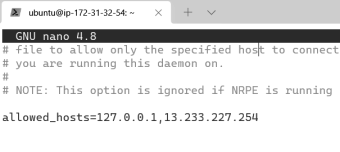 ubuntu@ip-172-31-32-54: ~
GNU nano 4.8
# file to allow only the specified host to connect
# you are running this daemon on.
#
# NOTE: This option is ignored if NRPE is running
allowed_hosts=127.0.0.1,13.233.227.254